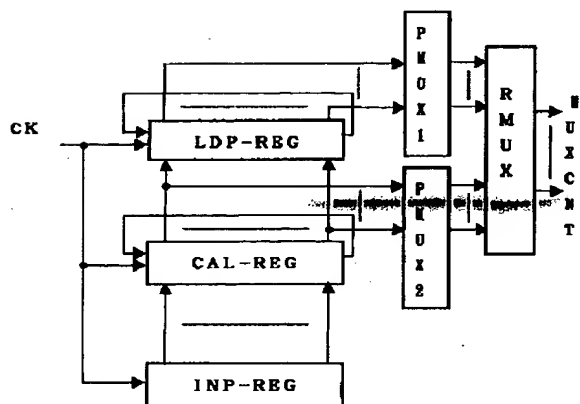 CK
LDP-REG
CAL-REG
INP-REG
PMUX1
PMUX2
RMUX
MUXCNT